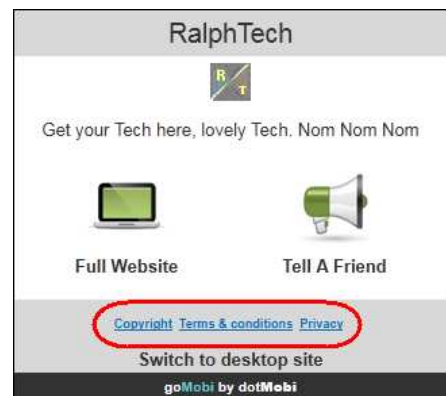 RalphTech
R T
Get your Tech here, lovely Tech. Nom Nom Nom
Full Website Tell A Friend
Copyright Terms & conditions Privacy
Switch to desktop site
goMobi by dotMobi